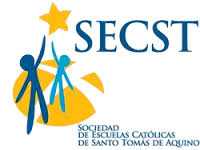 SECST
SOCIEDAD
DE ESCUELAS CATÓLICAS
DE SANTO TOMÁS DE AQUINO